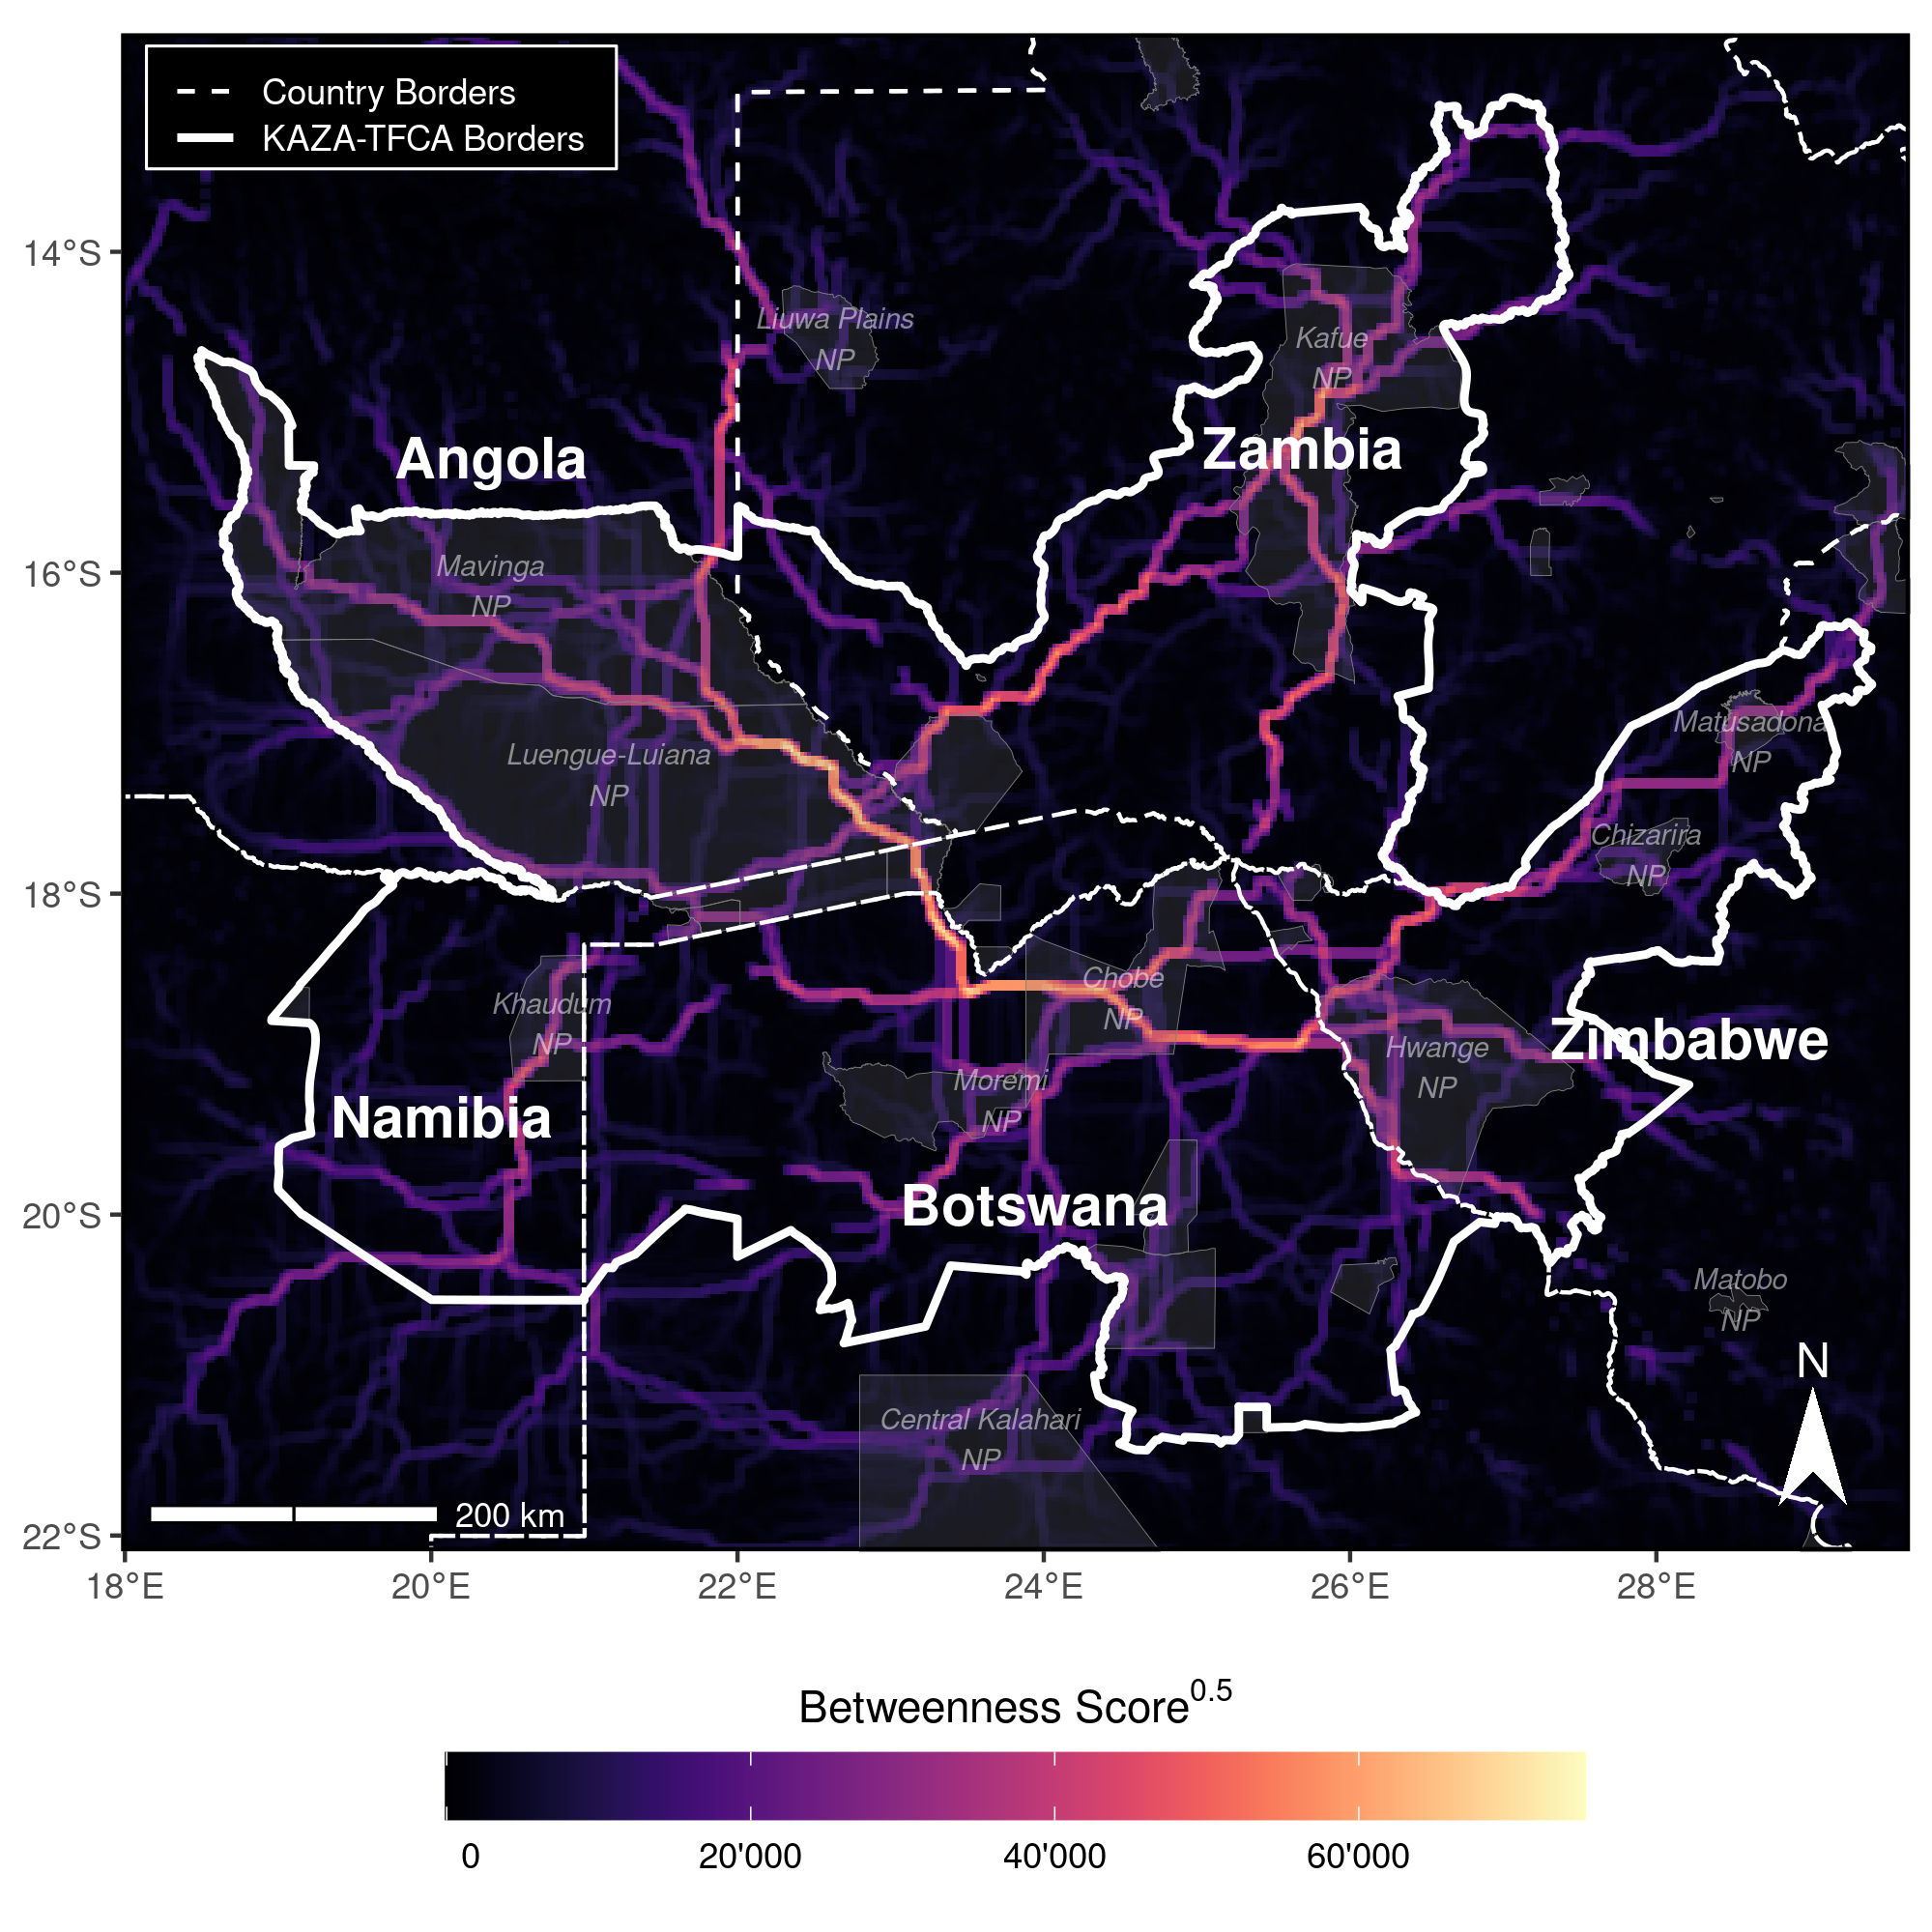 Country Borders
KAZA-TFCA Borders
14°S
16°S
18°S
20°S
22°S
Liuwa Plains
NP
Kafue
NP
Angola
Zambia
Mavinga
NP
Luengue-Luiana
NP
Matusadona
NP
Chizarira
NP
Khaudum
NP
Chobe
NP
Moremi
NP
Hwange
NP
Zimbabwe
Namibia
Botswana
Matobo
NP
Central Kalahari
NP
N
200 km
18°E
20°E
22°E
24°E
26°E
28°E
Betweenness Score^0.5
0
20'000
40'000
60'000